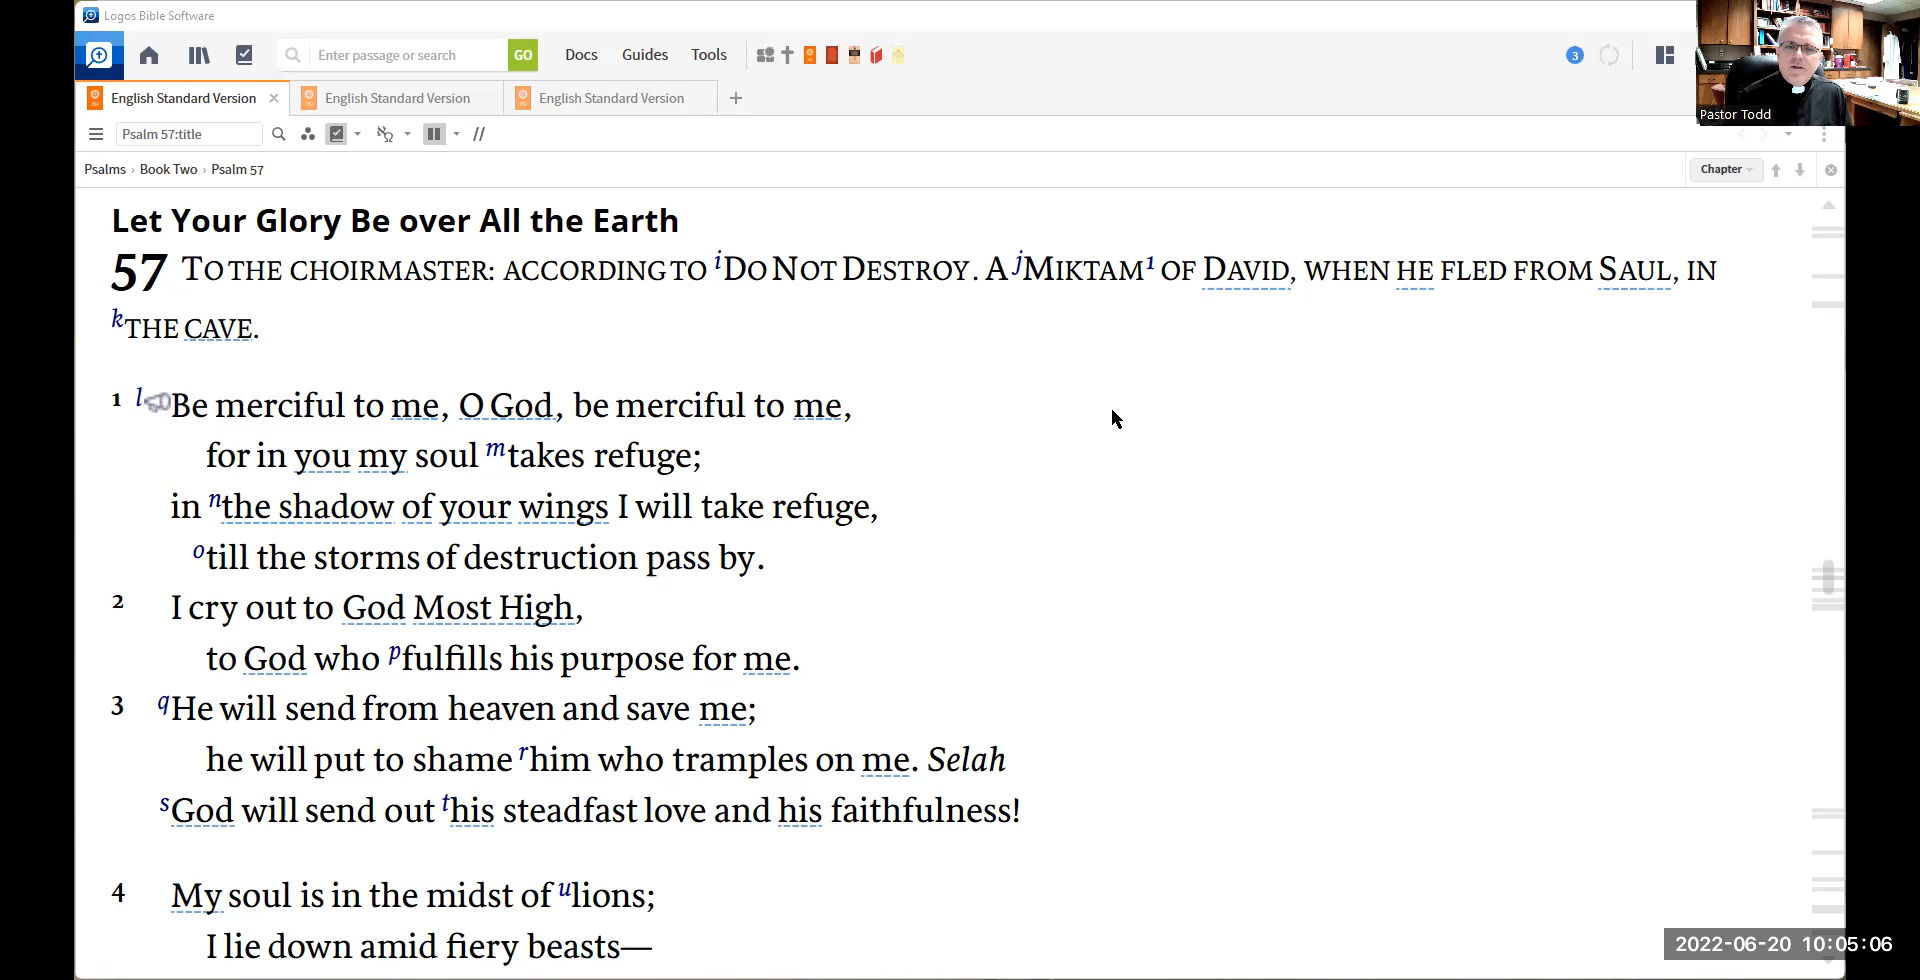 Logos Bible Software
Enter passage or search GO Docs Guides Tools 3
English Standard Version English Standard Version English Standard Version
Pastor Todd
Psalm 57:title
Psalms › Book Two › Psalm 57 Chapter
Let Your Glory Be over All the Earth
57 TO THE CHOIRMASTER: ACCORDING TO iDO NOT DESTROY. A jMIKTAM1 OF DAVID, WHEN HE FLED FROM SAUL, IN
kTHE CAVE.
1 lBe merciful to me, O God, be merciful to me,
for in you my soul mtakes refuge;
in nthe shadow of your wings I will take refuge,
otill the storms of destruction pass by.
2 I cry out to God Most High,
to God who pfulfills his purpose for me.
3 qHe will send from heaven and save me;
he will put to shame rhim who tramples on me. Selah
sGod will send out this steadfast love and his faithfulness!
4 My soul is in the midst of ulions;
I lie down amid fiery beasts—
2022-06-20 10:05:06